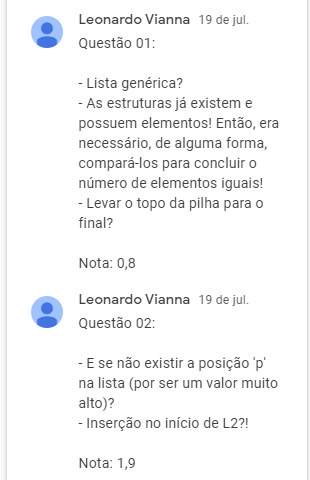 Leonardo Vianna 19 de jul.
Questão 01:
- Lista genérica?
- As estruturas já existem e
possuem elementos! Então, era
necessário, de alguma forma,
compará-los para concluir o
número de elementos iguais!
- Levar o topo da pilha para o
final?
Nota: 0,8
Leonardo Vianna 19 de jul.
Questão 02:
- E se não existir a posição 'p'
na lista (por ser um valor muito
alto)?
- Inserção no início de L2?!
Nota: 1,9